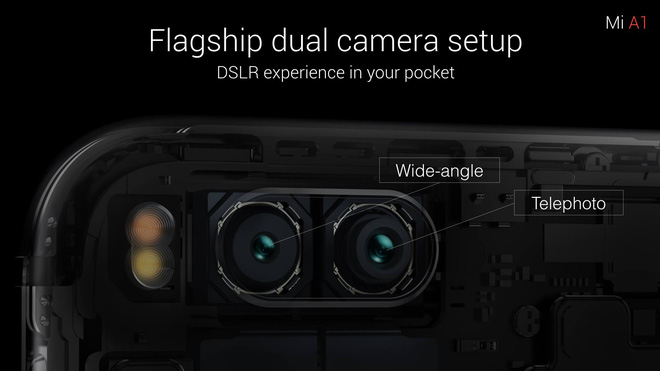 Mi A1
Flagship dual camera setup
DSLR experience in your pocket
Wide-angle
Telephoto